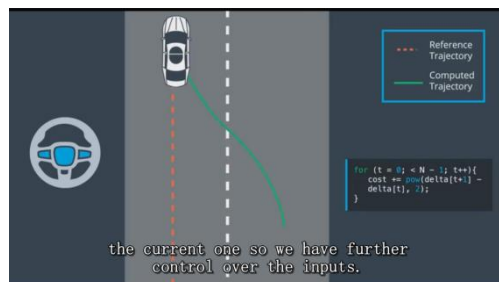 Reference
Trajectory
Computed
Trajectory
for (t = 0; < N - 1; t++){
cost += pow(delta[t+1] -
delta[t], 2);
}
the current one so we have further
control over the inputs.